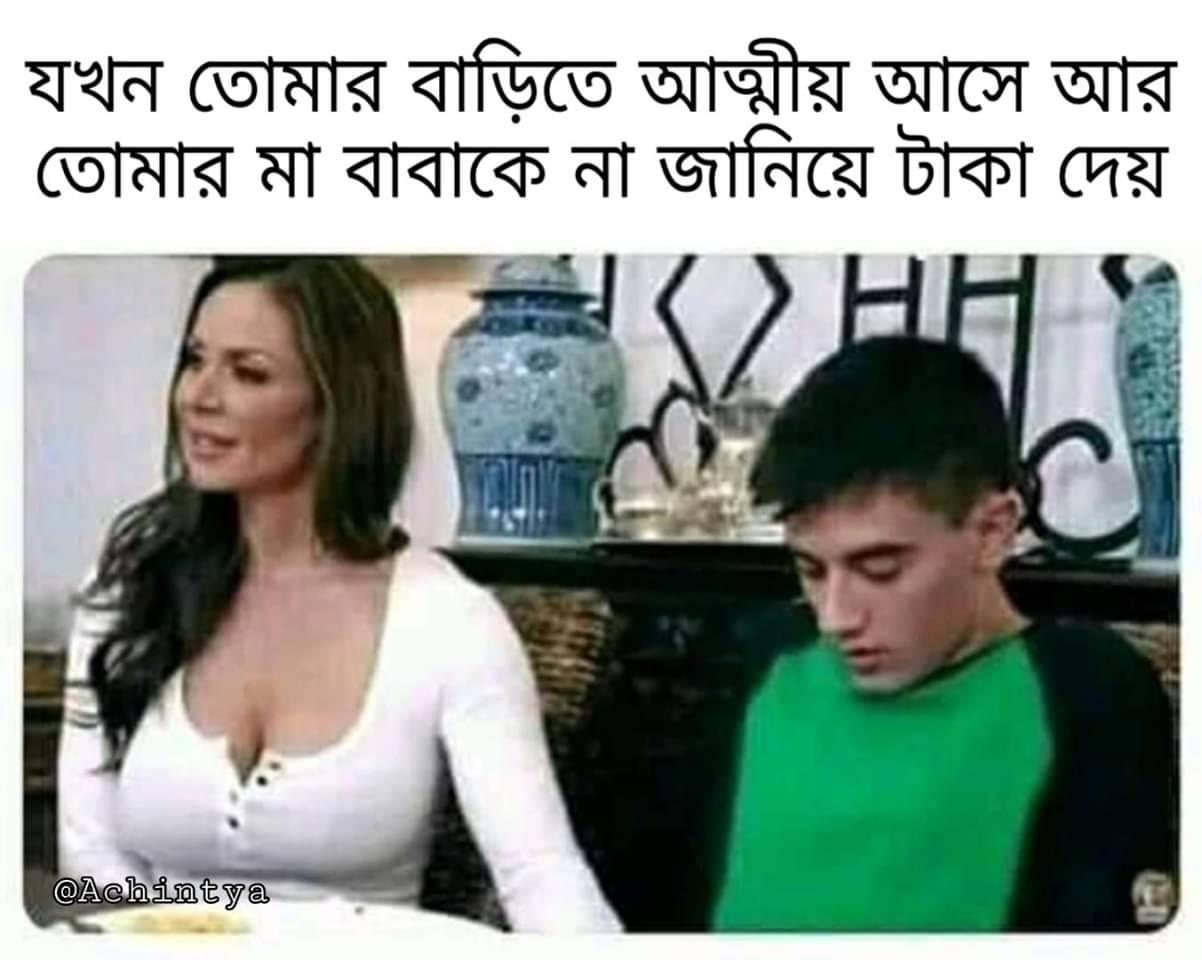 যখন তোমার বাড়িতে আত্মীয় আসে আর
তোমার মা বাবাকে না জানিয়ে টাকা দেয়
@Achintya